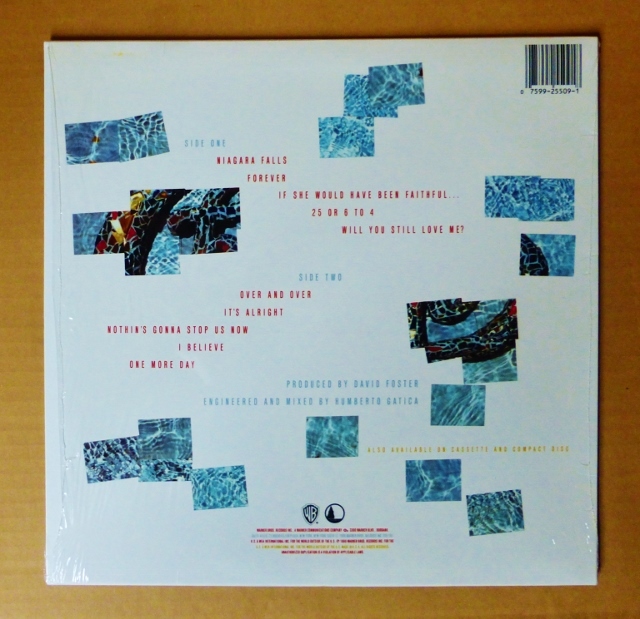 0 7599-25509-1
SIDE ONE
NIAGARA FALLS
FOREVER
IF SHE WOULD HAVE BEEN FAITHFUL...
25 OR 6 TO 4
WILL YOU STILL LOVE ME?
SIDE TWO
OVER AND OVER
IT'S ALRIGHT
NOTHIN'S GONNA STOP US NOW
I BELIEVE
ONE MORE DAY
PRODUCED BY DAVID FOSTER
ENGINEERED AND MIXED BY HUMBERTO GATICA
ALSO AVAILABLE ON CASSETTE AND COMPACT DISC
WB